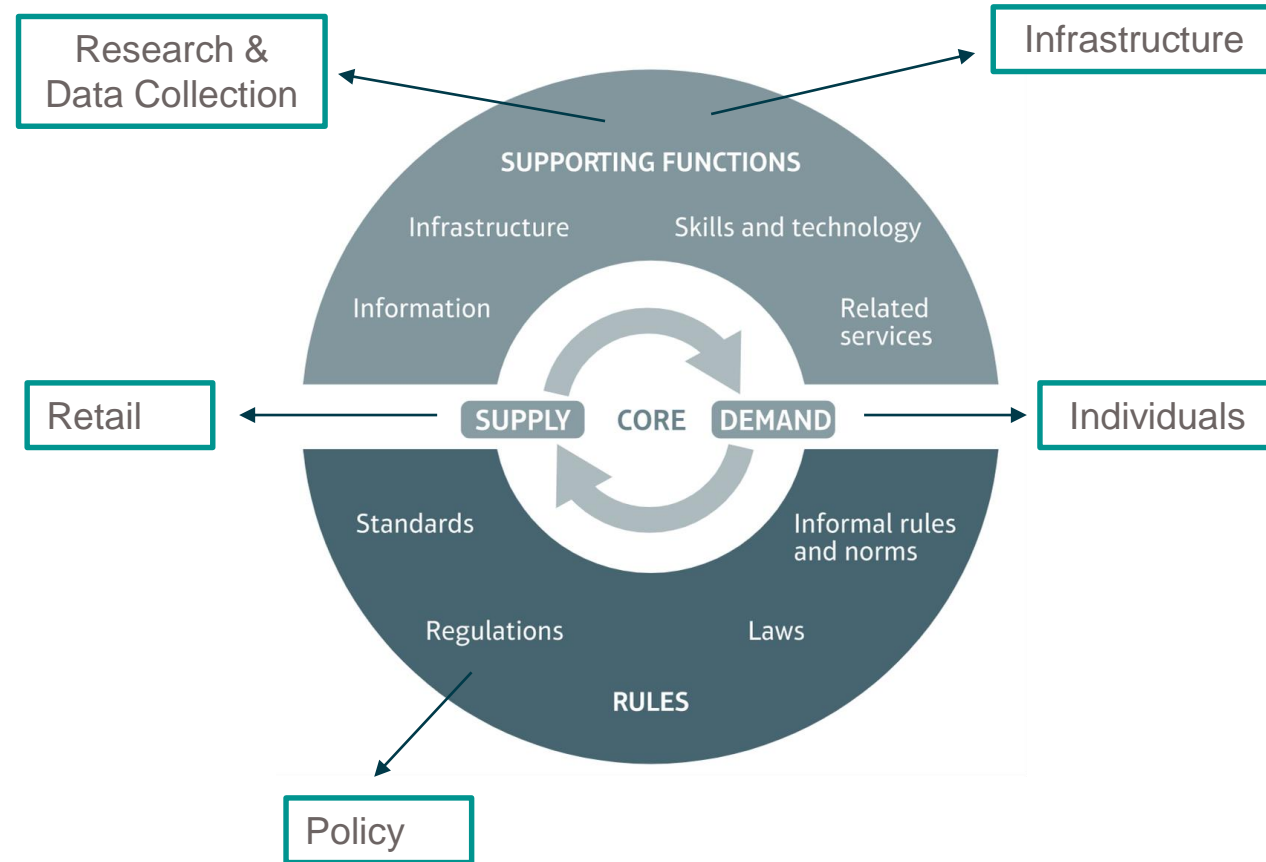 Research &
Data Collection
Infrastructure
SUPPORTING FUNCTIONS
Infrastructure
Skills and technology
Information
Related
services
Retail
SUPPLY
CORE
DEMAND
Individuals
Standards
Informal rules
and norms
Regulations
Laws
RULES
Policy